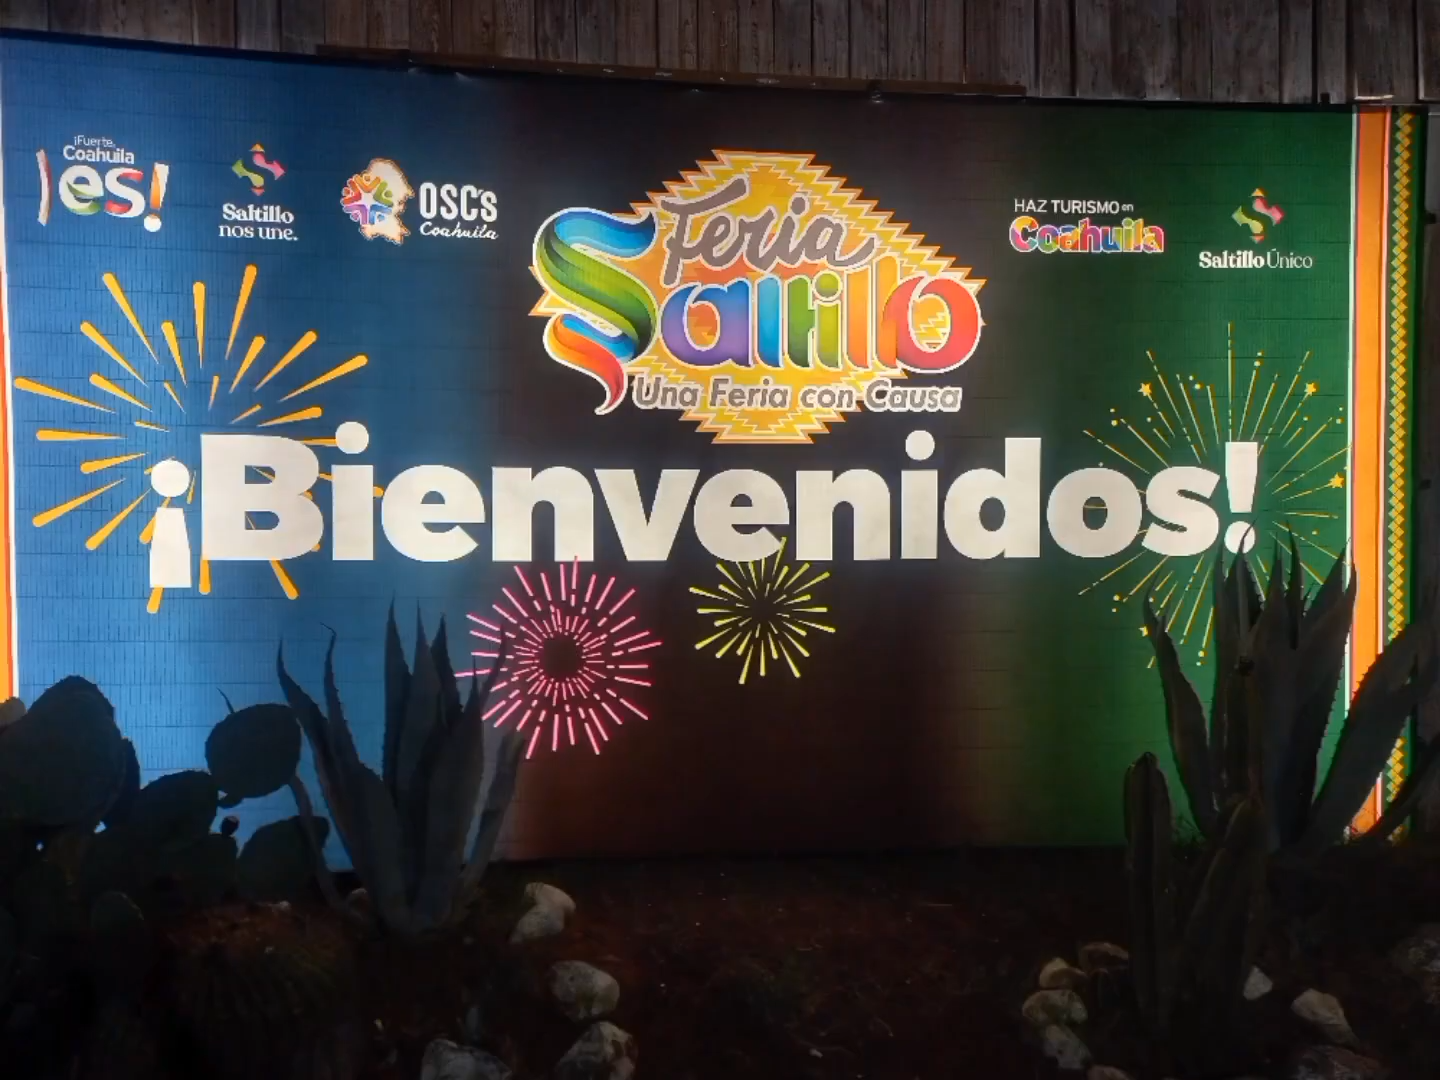 ¡Fuerte,
Coahuila
es!
Saltillo
nos une.
OSC's
Coahuila
Feria
Saltillo
Una Feria con Causa
HAZ TURISMO en
Coahuila
Saltillo Único
¡Bienvenidos!